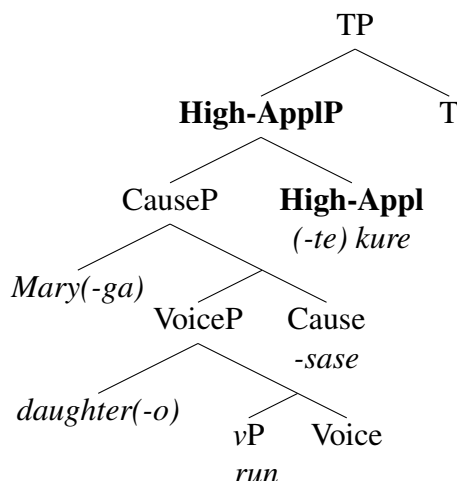 TP
High-ApplP T
CauseP High-Appl
(-te) kure
Mary(-ga)
VoiceP Cause
-sase
daughter(-o)
vP Voice
run